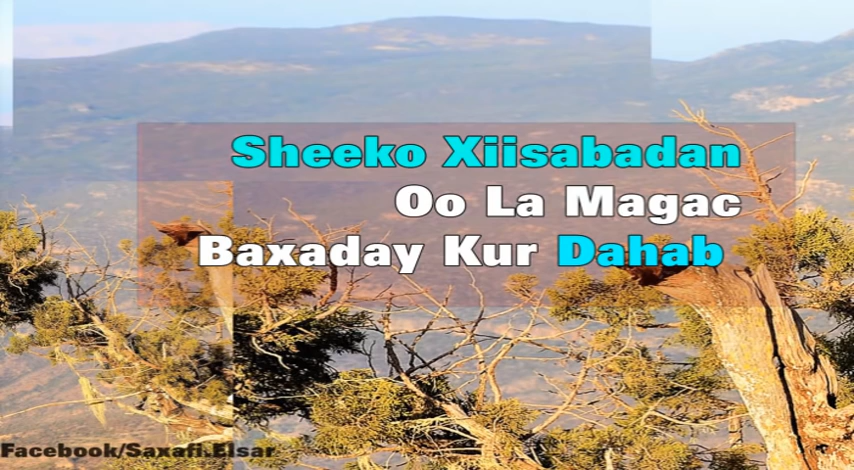 Sheeko Xiisabadan
Oo La Magac
Baxaday Kur Dahab
Facebook/Saxafi.Elsar